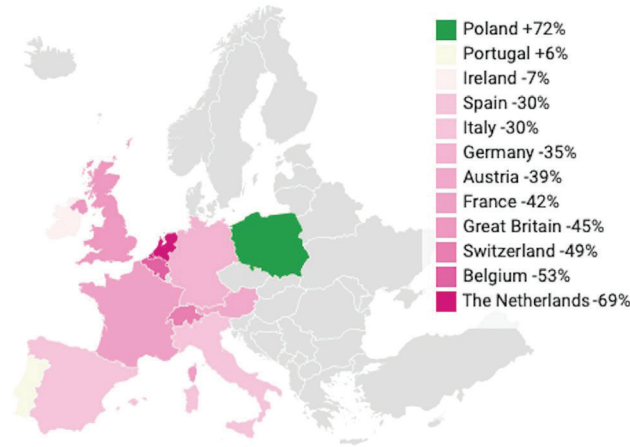 Poland +72%
Portugal +6%
Ireland -7%
Spain -30%
Italy -30%
Germany -35%
Austria -39%
France -42%
Great Britain -45%
Switzerland -49%
Belgium -53%
The Netherlands -69%